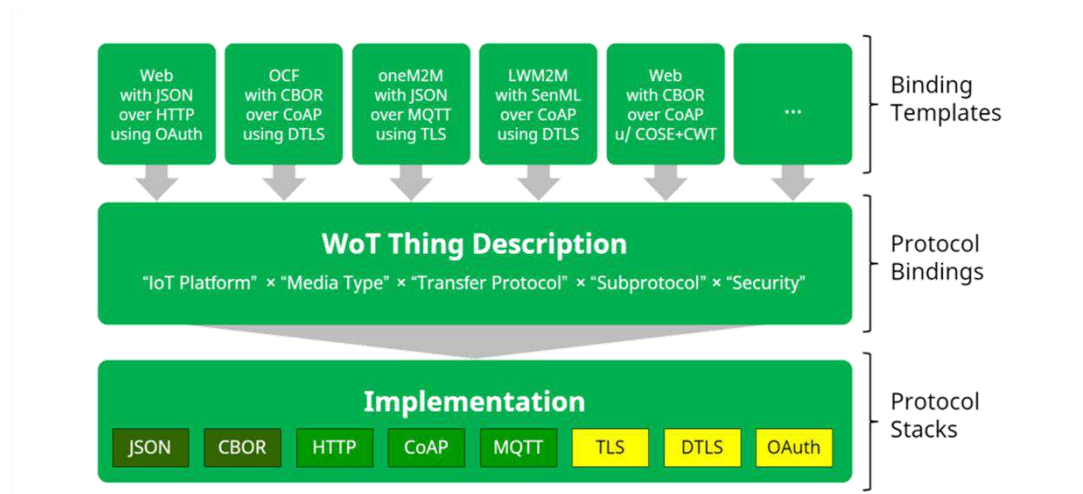 Web
with JSON
over HTTP
using OAuth
OCF
with CBOR
over CoAP
using DTLS
oneM2M
with JSON
over MQTT
using TLS
LWM2M
with SenML
over CoAP
using DTLS
Web
with CBOR
over CoAP
u/ COSE+CWT
...
Binding
Templates
WoT Thing Description
“IoT Platform” × “Media Type” × “Transfer Protocol” × “Subprotocol” × “Security”
Protocol
Bindings
Implementation
JSON CBOR HTTP CoAP MQTT TLS DTLS OAuth
Protocol
Stacks